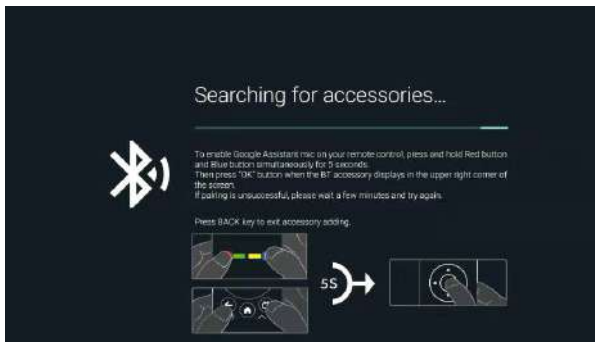 Searching for accessories...
To enable Google Assistant mic on your remote control, press and hold Red button
and Blue button simultaneously for 5 seconds.
Then press "OK" button when the BT accessory displays in the upper right corner of
the screen.
If pairing is unsuccessful, please wait a few minutes and try again.
Press BACK key to exit accessory adding.
5S